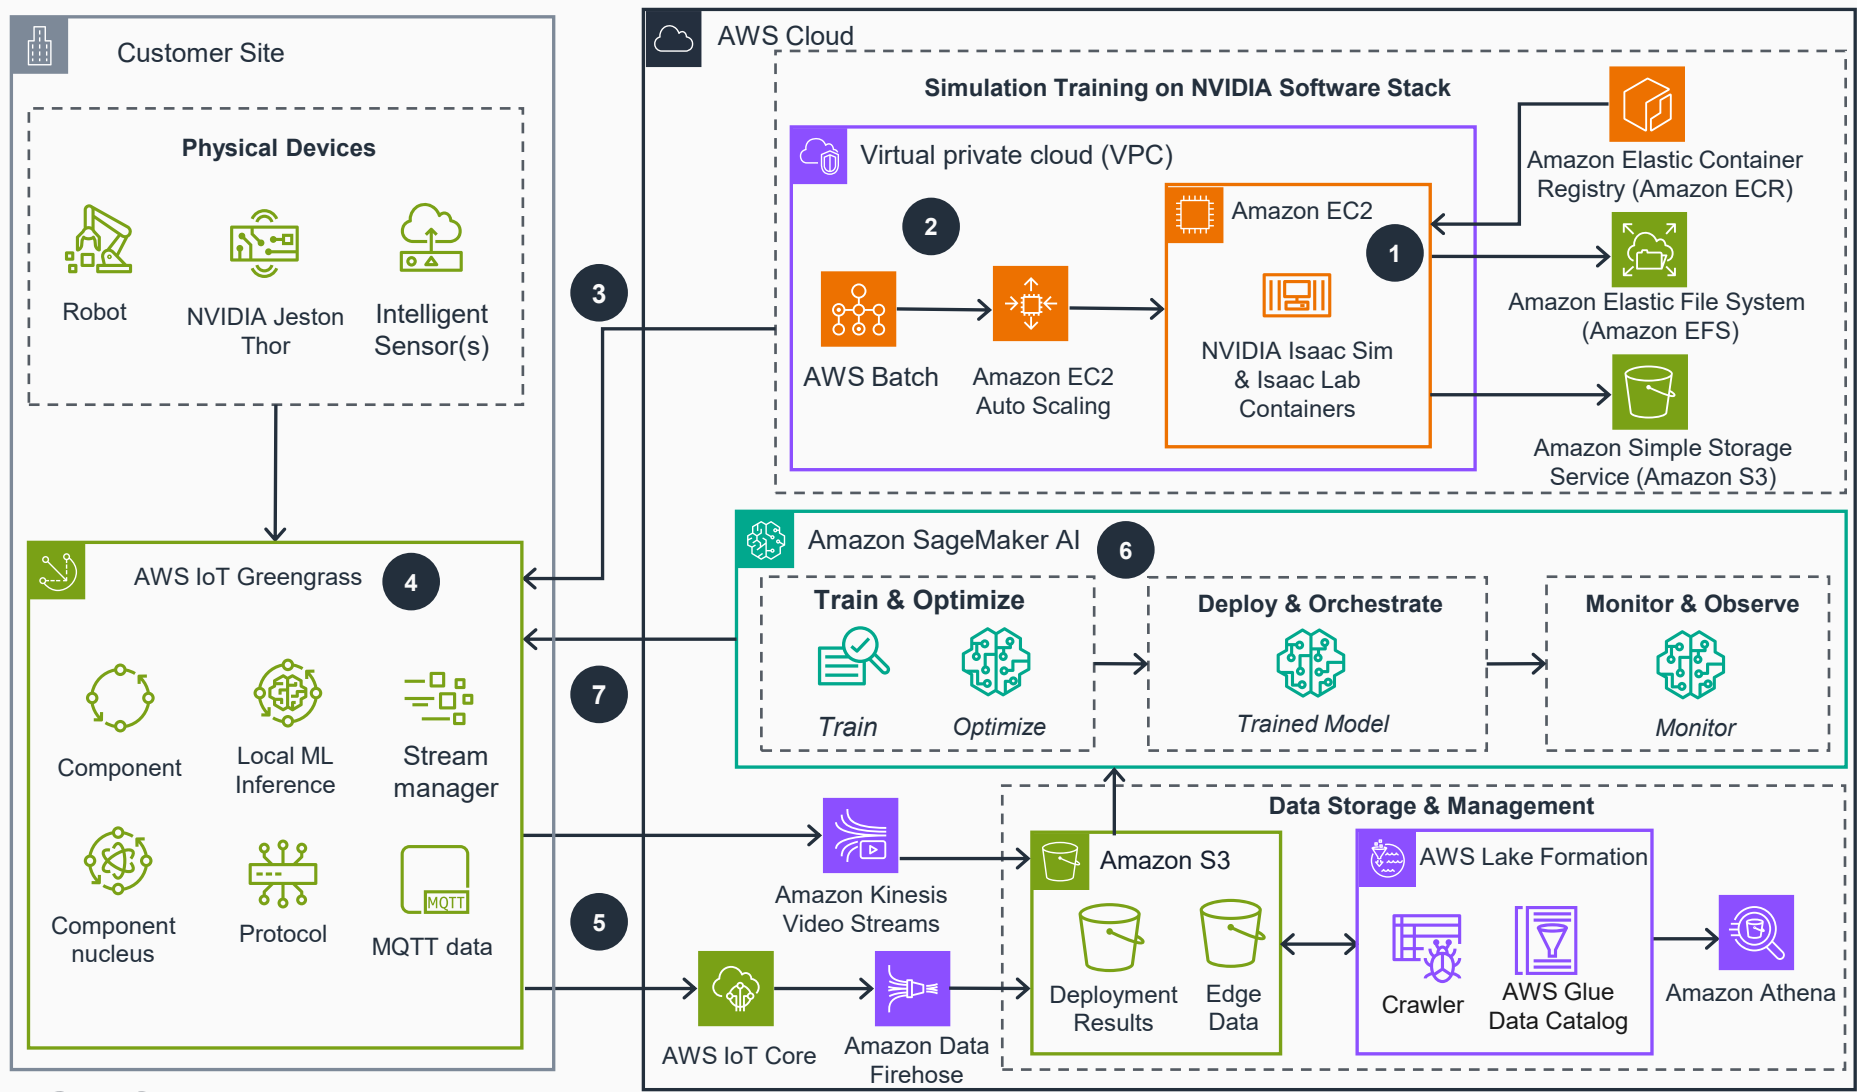 Customer Site
Physical Devices
Robot
NVIDIA Jeston
Thor
Intelligent
Sensor(s)
3
AWS IoT Greengrass
4
Component
Local ML
Inference
Stream
manager
Component
nucleus
Protocol
MQTT
MQTT data
7
5
AWS Cloud
Simulation Training on NVIDIA Software Stack
Virtual private cloud (VPC)
2
AWS Batch
Amazon EC2
Auto Scaling
Amazon EC2
1
NVIDIA Isaac Sim
& Isaac Lab
Containers
Amazon Elastic Container
Registry (Amazon ECR)
Amazon Elastic File System
(Amazon EFS)
Amazon Simple Storage
Service (Amazon S3)
Amazon SageMaker AI
6
Train & Optimize
Train
Optimize
Deploy & Orchestrate
Trained Model
Monitor & Observe
Monitor
Amazon Kinesis
Video Streams
AWS IoT Core
Amazon Data
Firehose
Data Storage & Management
Amazon S3
Deployment
Results
Edge
Data
AWS Lake Formation
Crawler
AWS Glue
Data Catalog
Amazon Athena